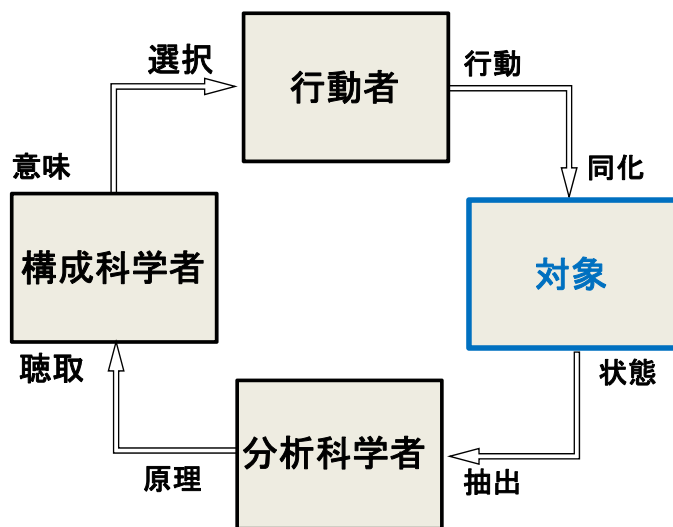 選択
行動者
行動
意味
同化
構成科学者
対象
聴取
状態
分析科学者
原理
抽出